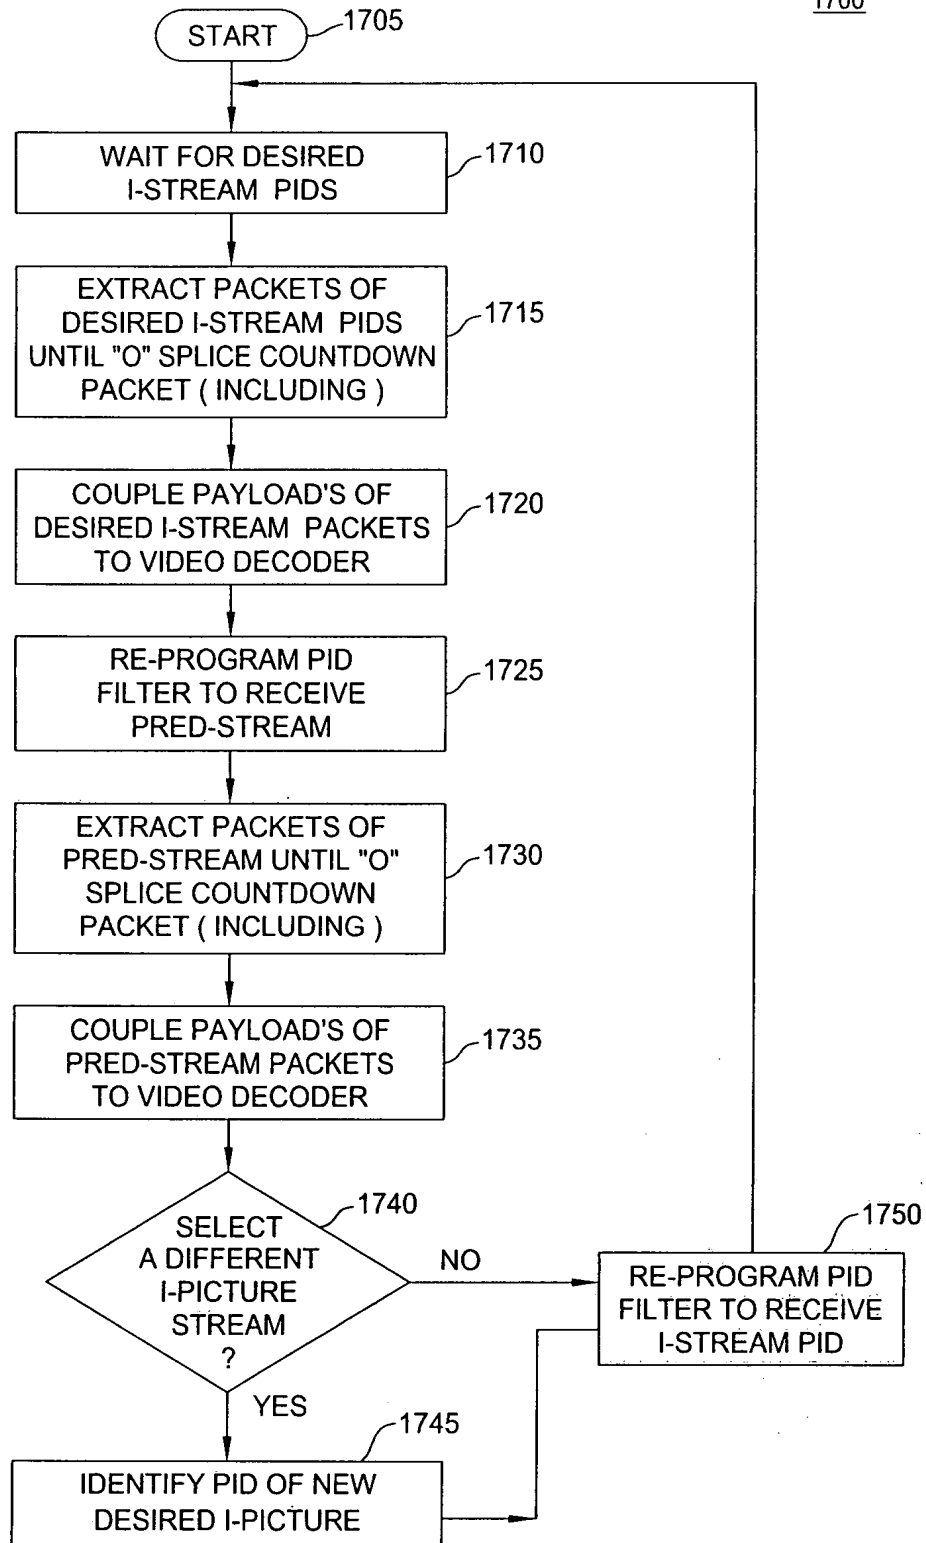 1700
START
1705
WAIT FOR DESIRED
I-STREAM PIDS
1710
EXTRACT PACKETS OF
DESIRED I-STREAM PIDS
UNTIL "O" SPLICE COUNTDOWN
PACKET ( INCLUDING )
1715
COUPLE PAYLOAD'S OF
DESIRED I-STREAM PACKETS
TO VIDEO DECODER
1720
RE-PROGRAM PID
FILTER TO RECEIVE
PRED-STREAM
1725
EXTRACT PACKETS OF
PRED-STREAM UNTIL "O"
SPLICE COUNTDOWN
PACKET ( INCLUDING )
1730
COUPLE PAYLOAD'S OF
PRED-STREAM PACKETS
TO VIDEO DECODER
1735
SELECT
A DIFFERENT
I-PICTURE
STREAM
?
1740
NO
YES
RE-PROGRAM PID
FILTER TO RECEIVE
I-STREAM PID
1750
IDENTIFY PID OF NEW
DESIRED I-PICTURE
1745